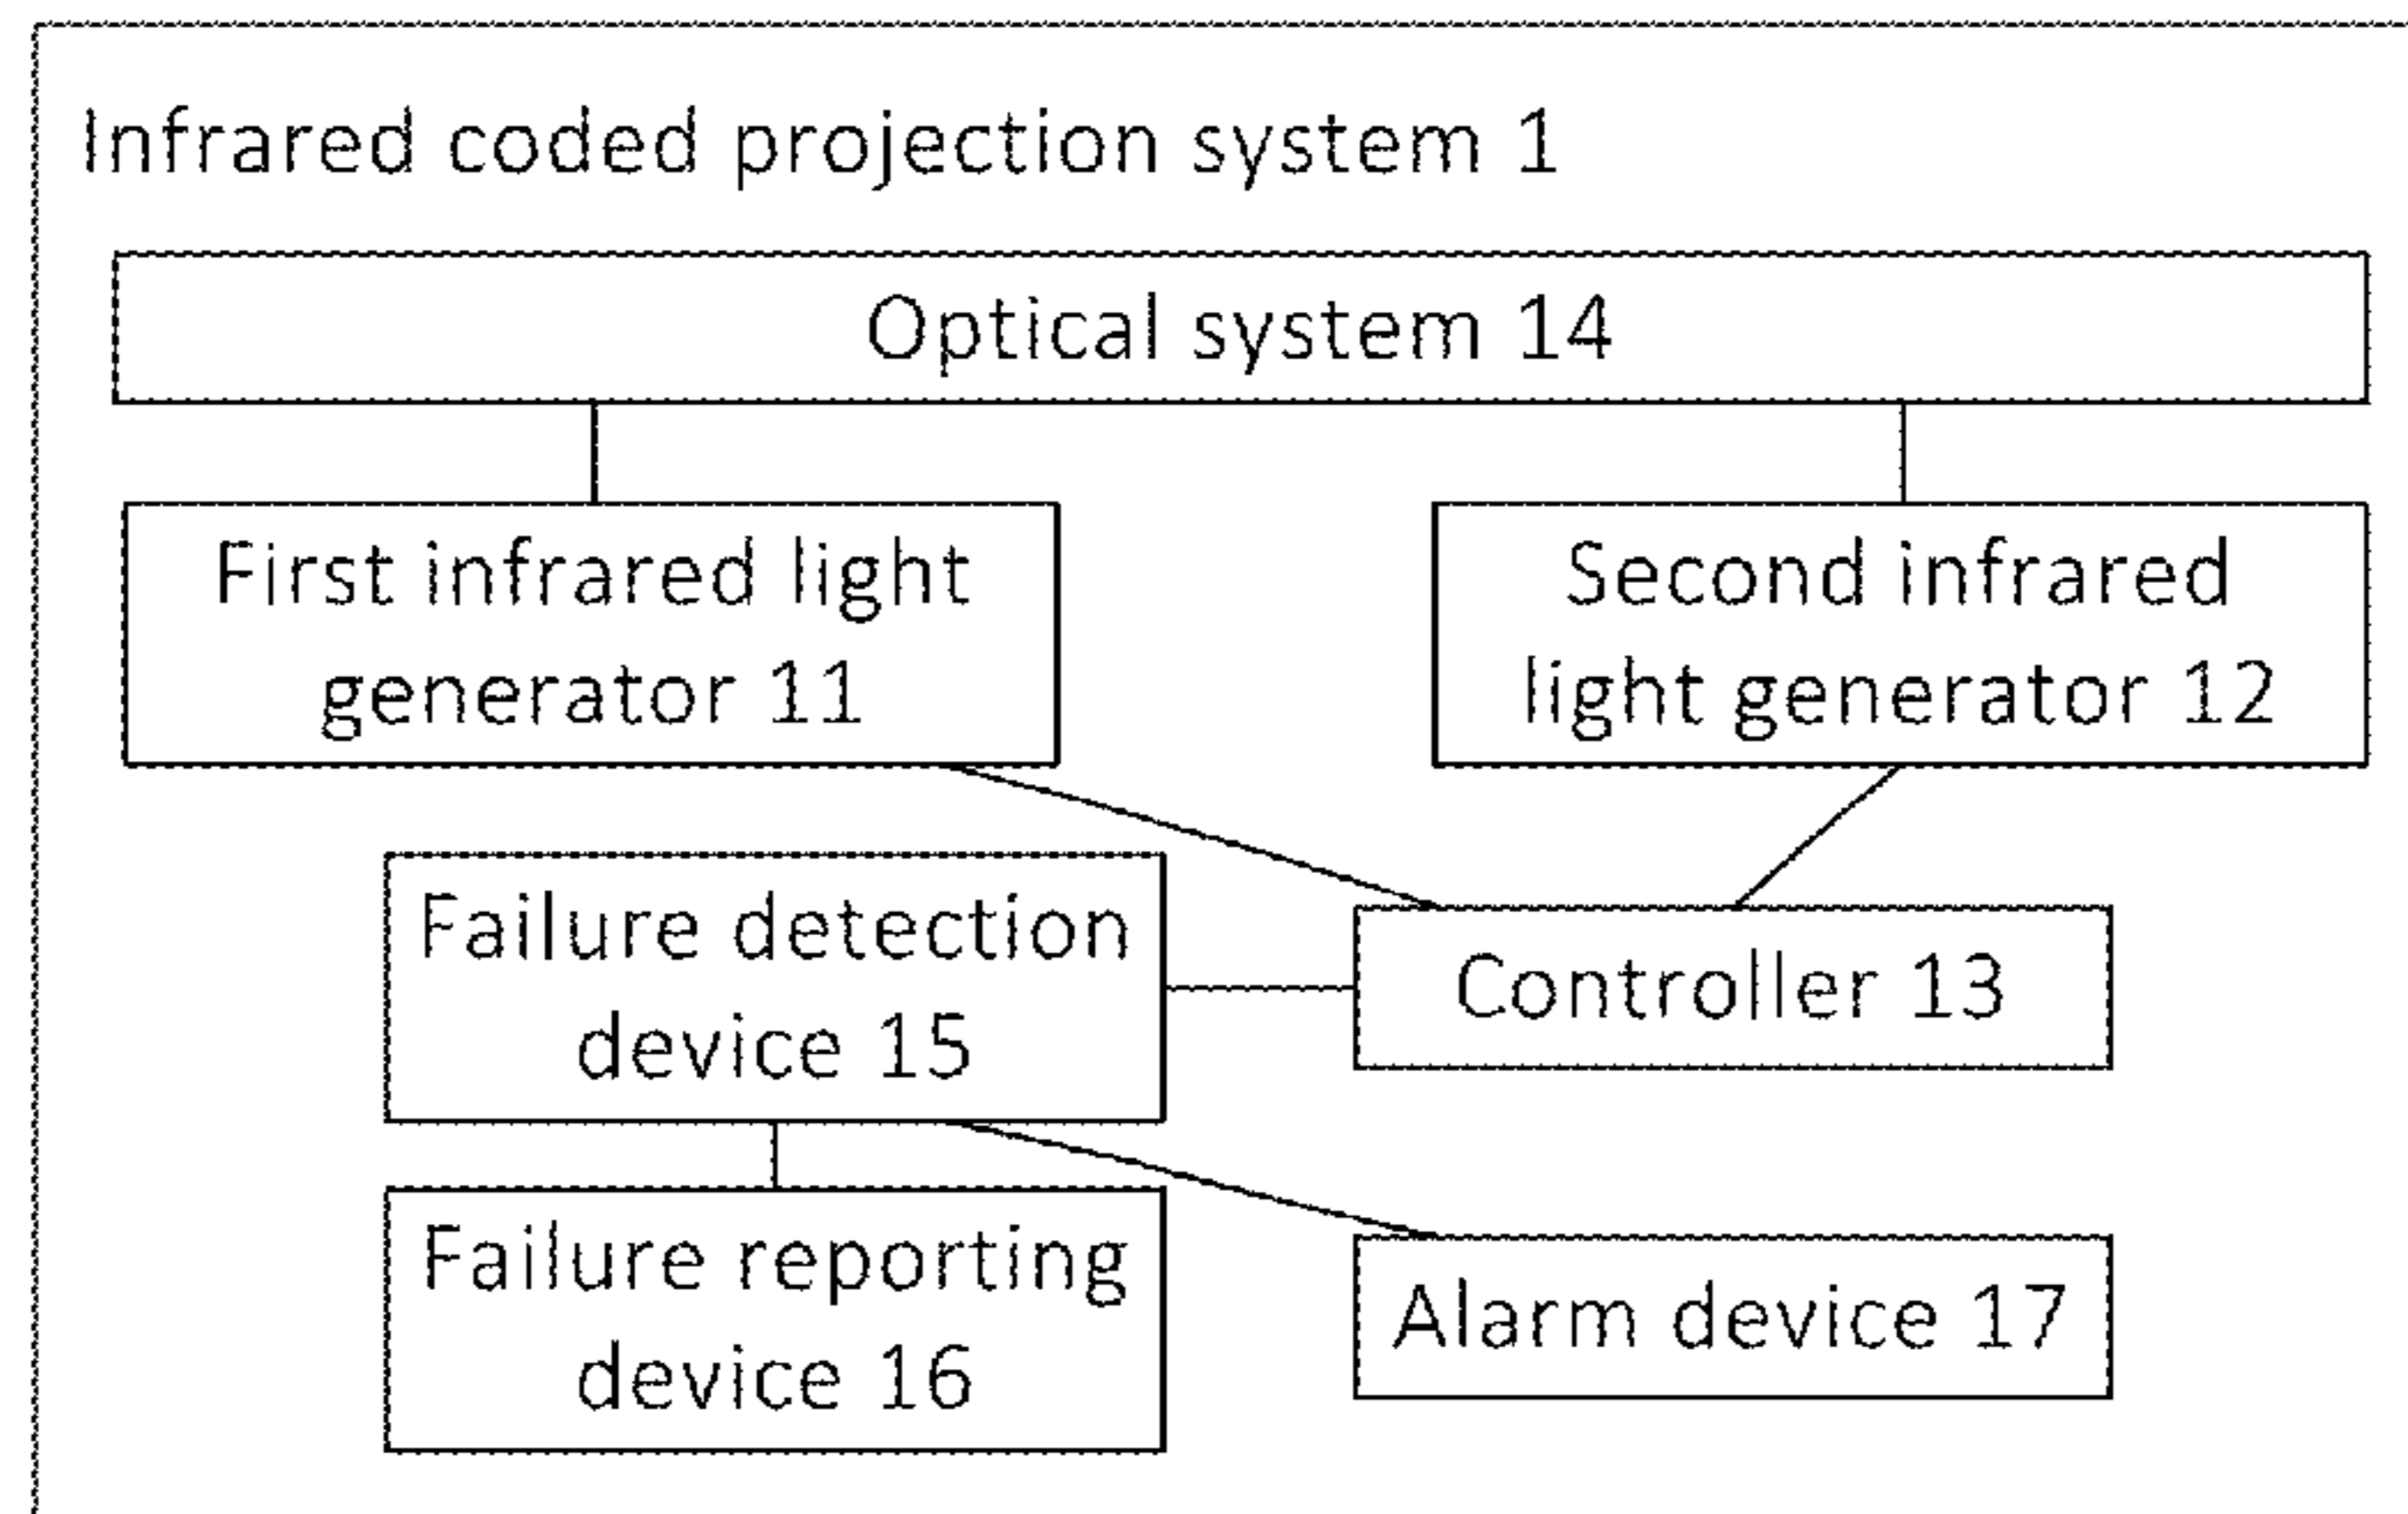 Infrared coded projection system 1
Optical system 14
First infrared light
generator 11
Second infrared
light generator 12
Failure detection
device 15
Controller 13
Failure reporting
device 16
Alarm device 17